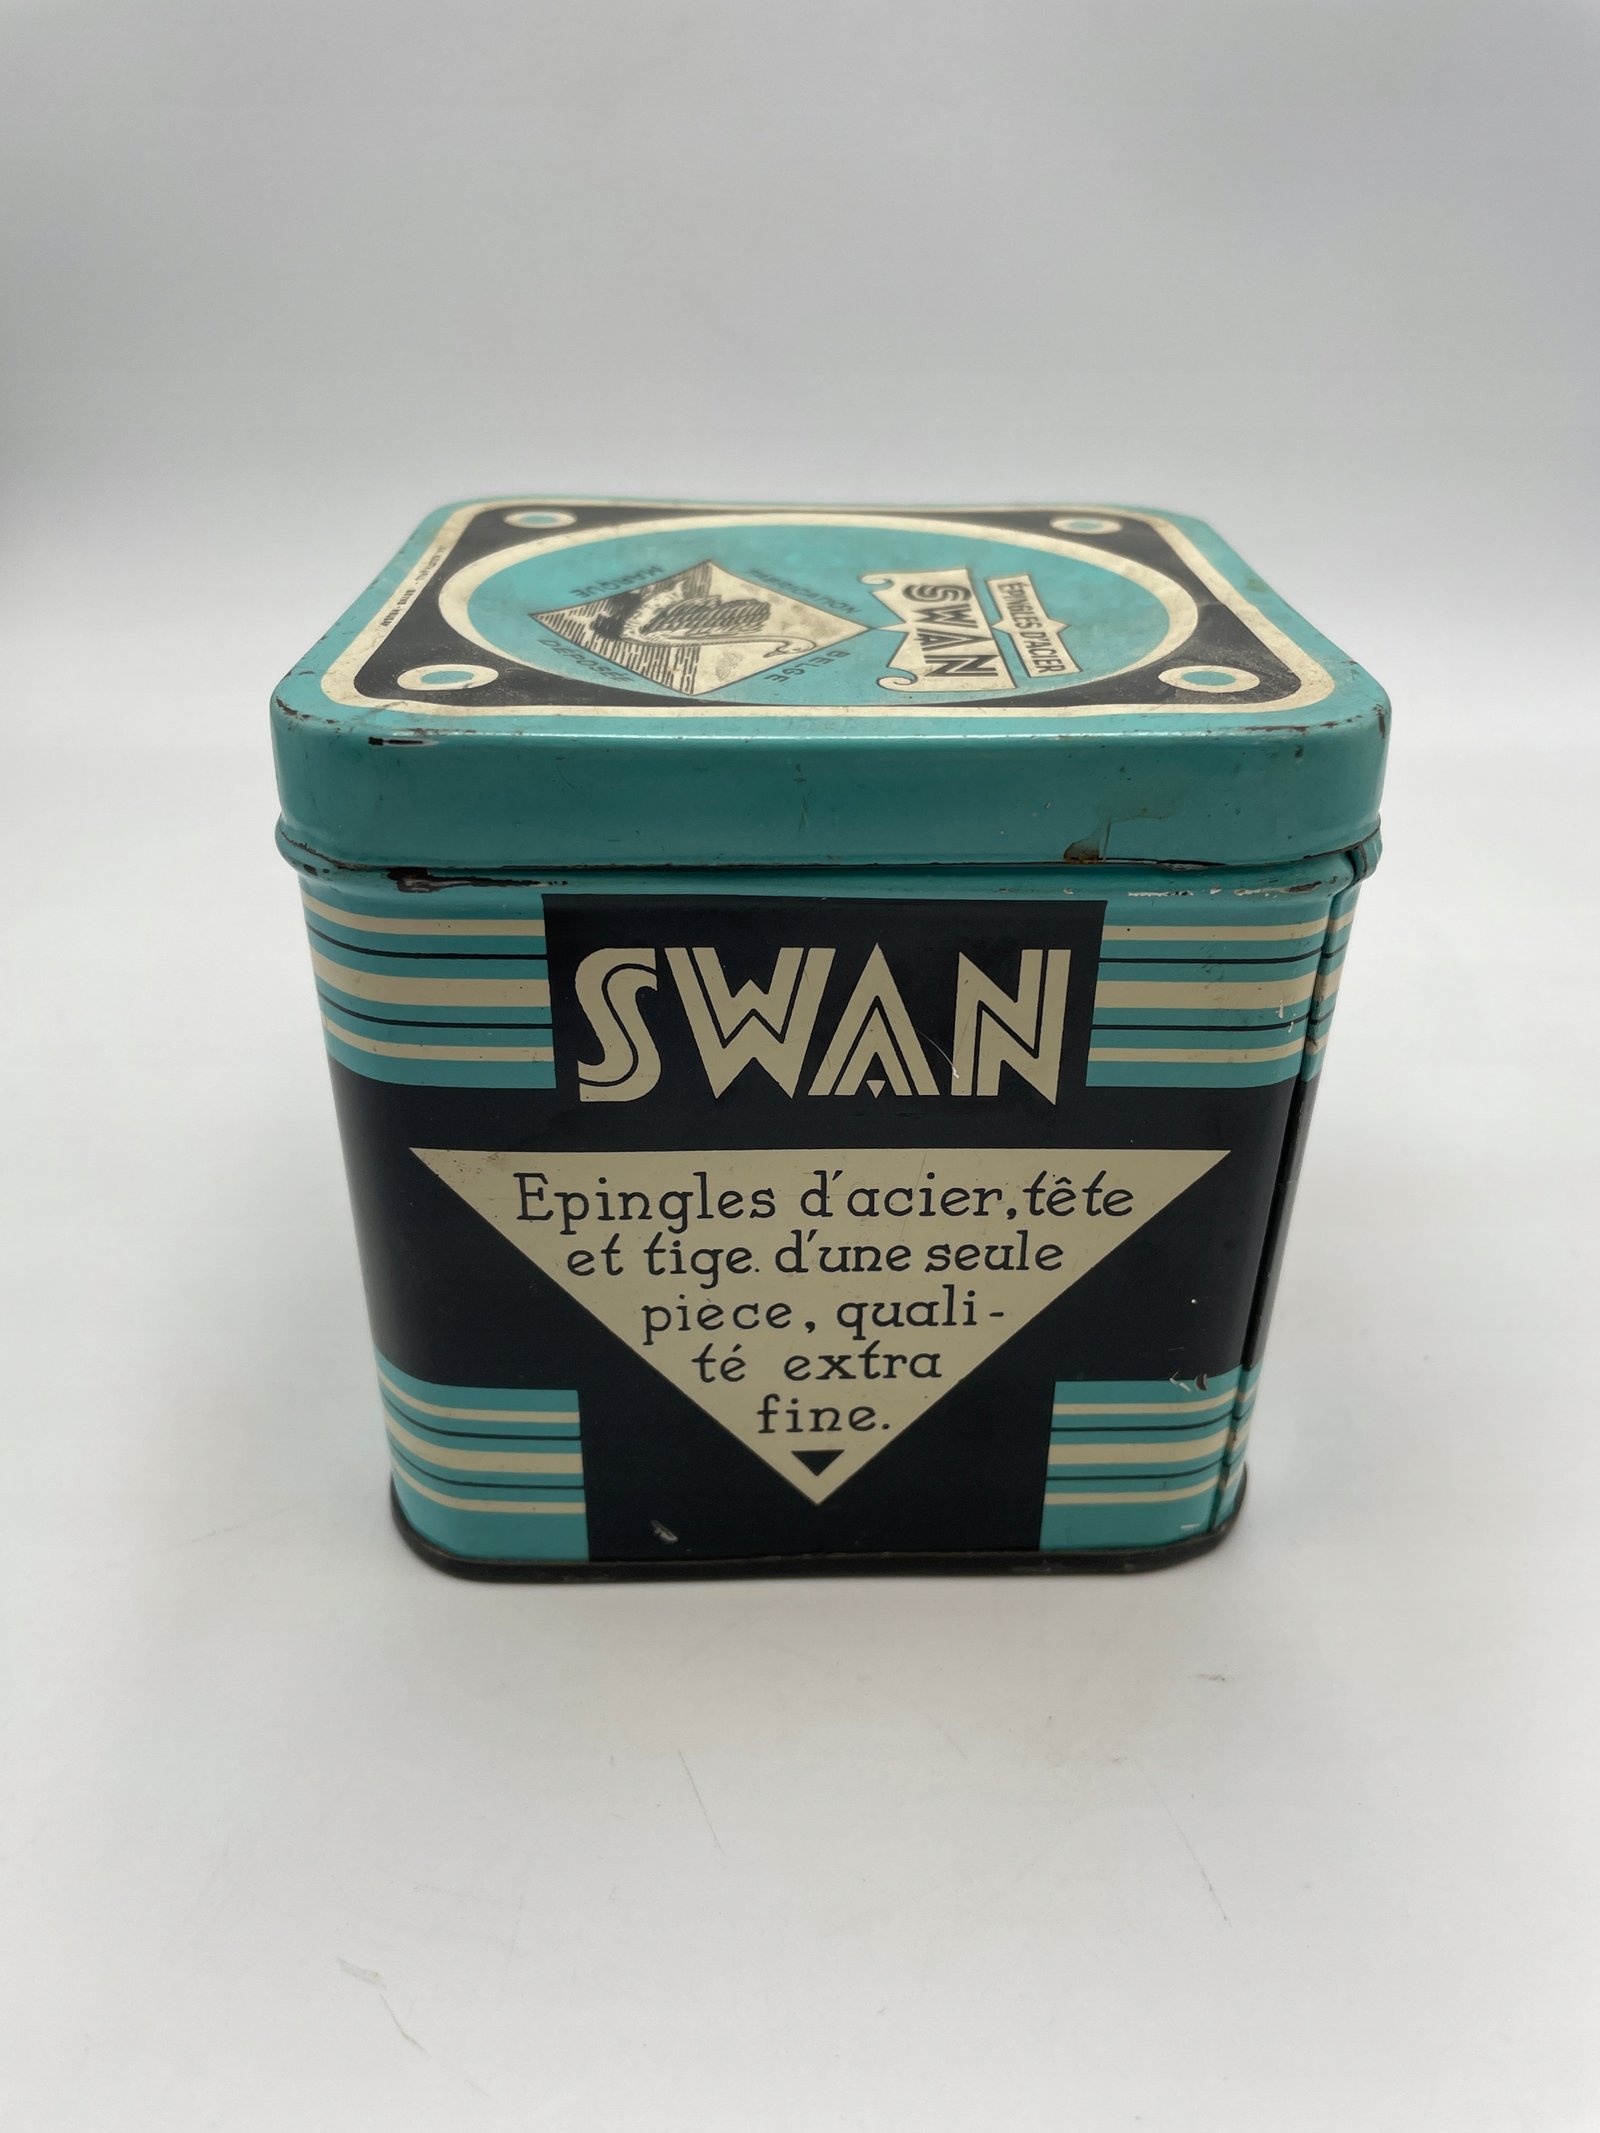 ÉPINGLES D'ACIER
SWAN
FABRICATION BELGE
MARQUE DÉPOSÉE
SWAN
Epingles d'acier, tête
et tige d'une seule
pièce, quali-
té extra
fine.